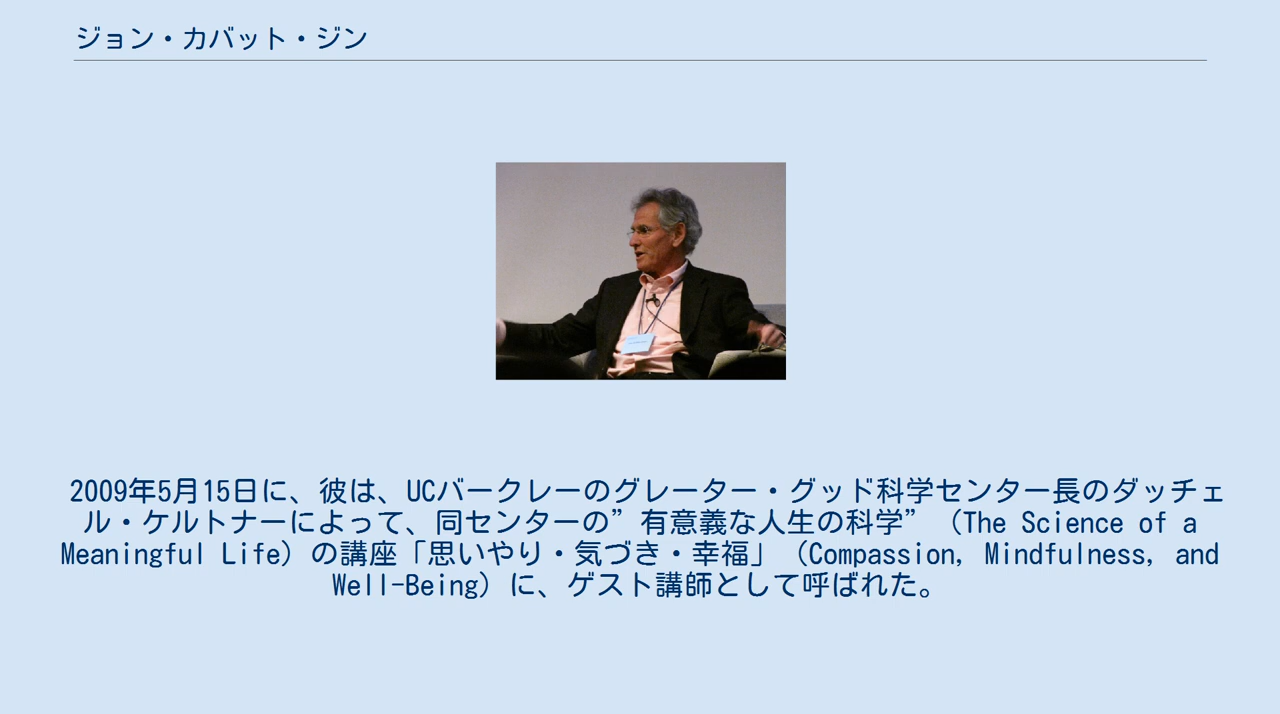 ジョン・カバット・ジン
2009年5月15日に、彼は、UCバークレーのグレーター・グッド科学センター長のダッチェ
ル・ケルトナーによって、同センターの”有意義な人生の科学”（The Science of a
Meaningful Life）の講座「思いやり・気づき・幸福」（Compassion, Mindfulness, and
Well-Being）に、ゲスト講師として呼ばれた。